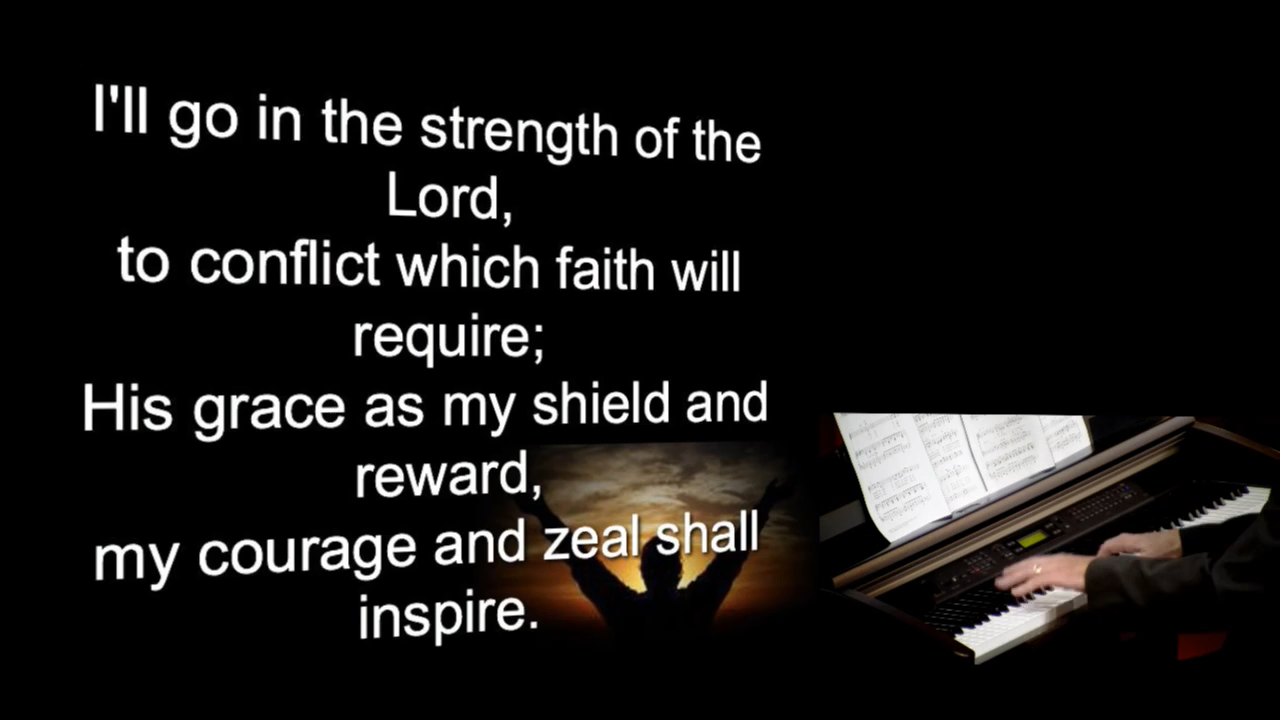 I'll go in the strength of the
Lord,
to conflict which faith will
require;
His grace as my shield and
reward,
my courage and zeal shall
inspire.